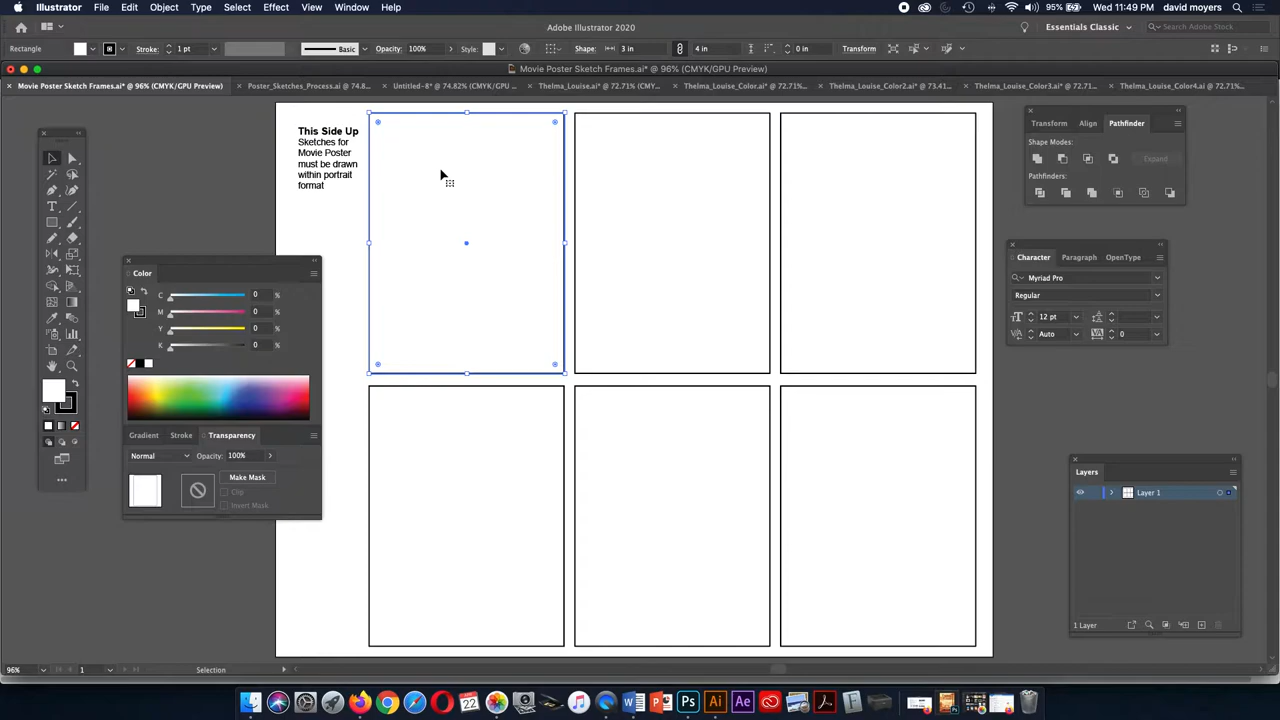 Illustrator File Edit Object Type Select Effect View Window Help 95% Wed 11:49 PM david moyers
Adobe Illustrator 2020 Essentials Classic Search Adobe Stock
Rectangle Stroke: 1 pt Basic Opacity: 100% Style: Shape: 3 in 4 in 0 in Transform
Movie Poster Sketch Frames.ai* @ 96% (CMYK/GPU Preview)
Movie Poster Sketch Frames.ai* @ 96% (CMYK/GPU Preview) Poster_Sketches_Process.ai @ 74.8... Untitled-8* @ 74.82% (CMYK/GPU ... Thelma_Louise.ai* @ 72.71% (CMY... Thelma_Louise_Color.ai* @ 72.71%... Thelma_Louise_Color2.ai* @ 73.41... Thelma_Louise_Color3.ai* @ 72.71... Thelma_Louise_Color4.ai* @ 72.71%...
This Side Up
Sketches for
Movie Poster
must be drawn
within portrait
format
Transform Align Pathfinder
Shape Modes:
Expand
Pathfinders:
Character Paragraph OpenType
Myriad Pro
Regular
12 pt
Auto 0
Color
C 0 %
M 0 %
Y 0 %
K 0 %
Gradient Stroke Transparency
Normal Opacity: 100%
Make Mask
Clip
Invert Mask
Layers
Layer 1
1 Layer
96% 1 Selection
APR
22
W P Ps Ai Ae F